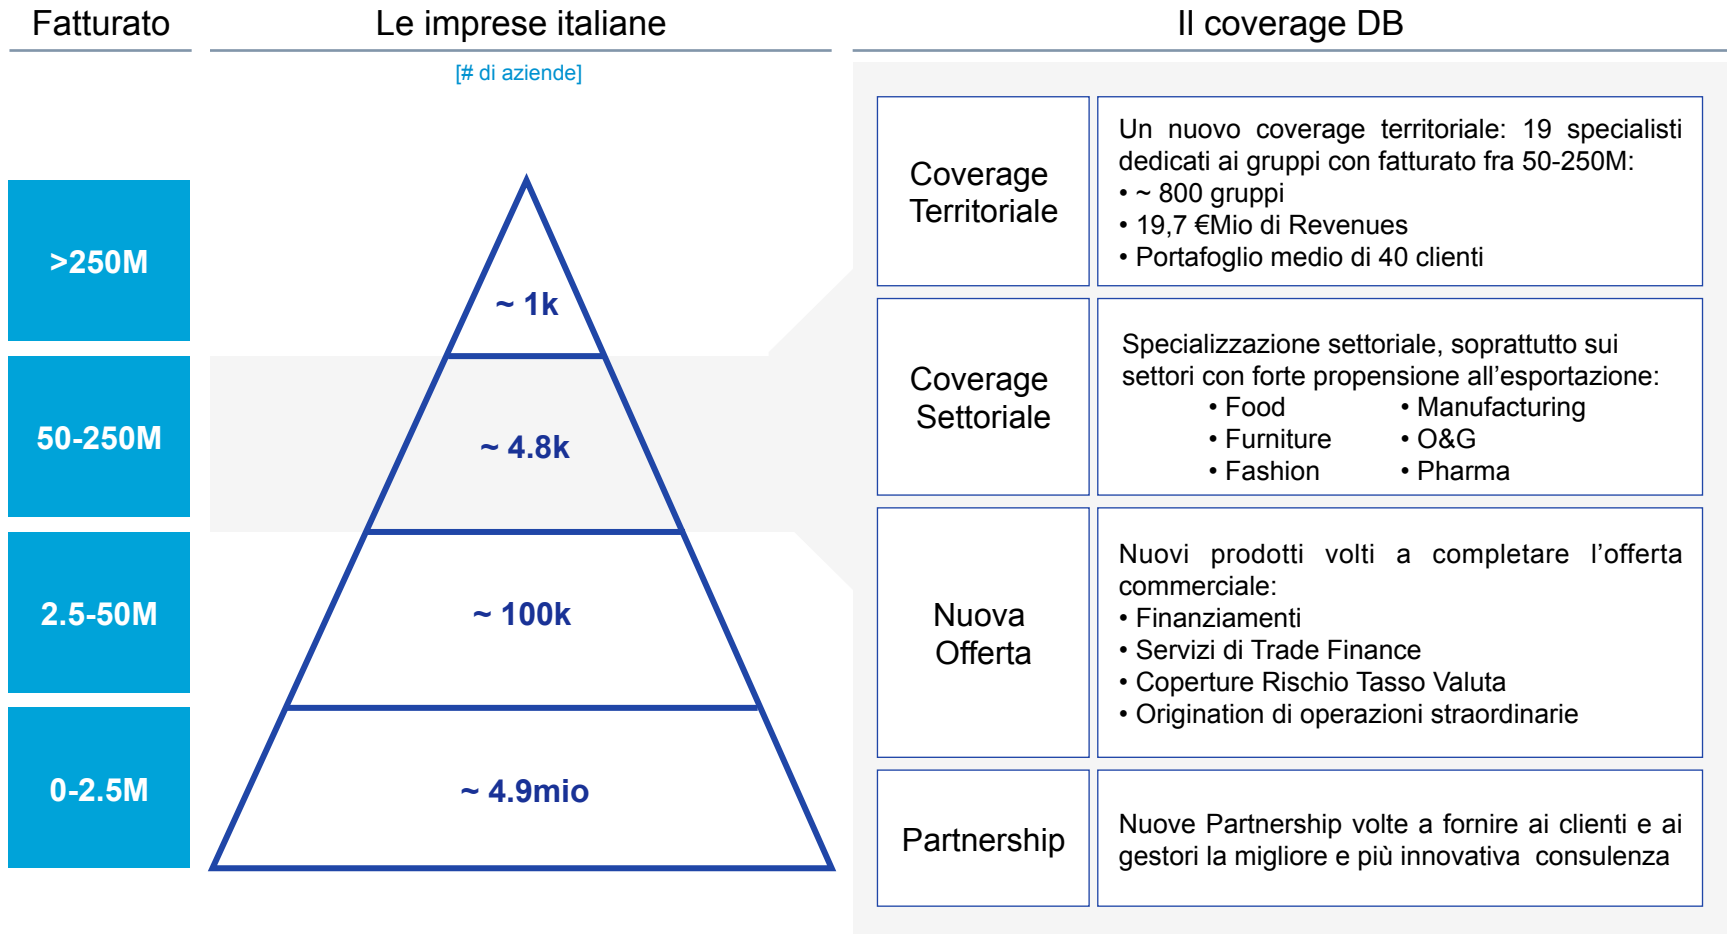 Fatturato
Le imprese italiane
Il coverage DB
[# di aziende]
>250M
50-250M
2.5-50M
0-2.5M
~ 1k
~ 4.8k
~ 100k
~ 4.9mio
Coverage
Territoriale
Un nuovo coverage territoriale: 19 specialisti
dedicati ai gruppi con fatturato fra 50-250M:
• ~ 800 gruppi
• 19,7 €Mio di Revenues
• Portafoglio medio di 40 clienti
Coverage
Settoriale
Specializzazione settoriale, soprattutto sui
settori con forte propensione all’esportazione:
• Food • Manufacturing
• Furniture • O&G
• Fashion • Pharma
Nuova
Offerta
Nuovi prodotti volti a completare l’offerta
commerciale:
• Finanziamenti
• Servizi di Trade Finance
• Coperture Rischio Tasso Valuta
• Origination di operazioni straordinarie
Partnership
Nuove Partnership volte a fornire ai clienti e ai
gestori la migliore e più innovativa consulenza